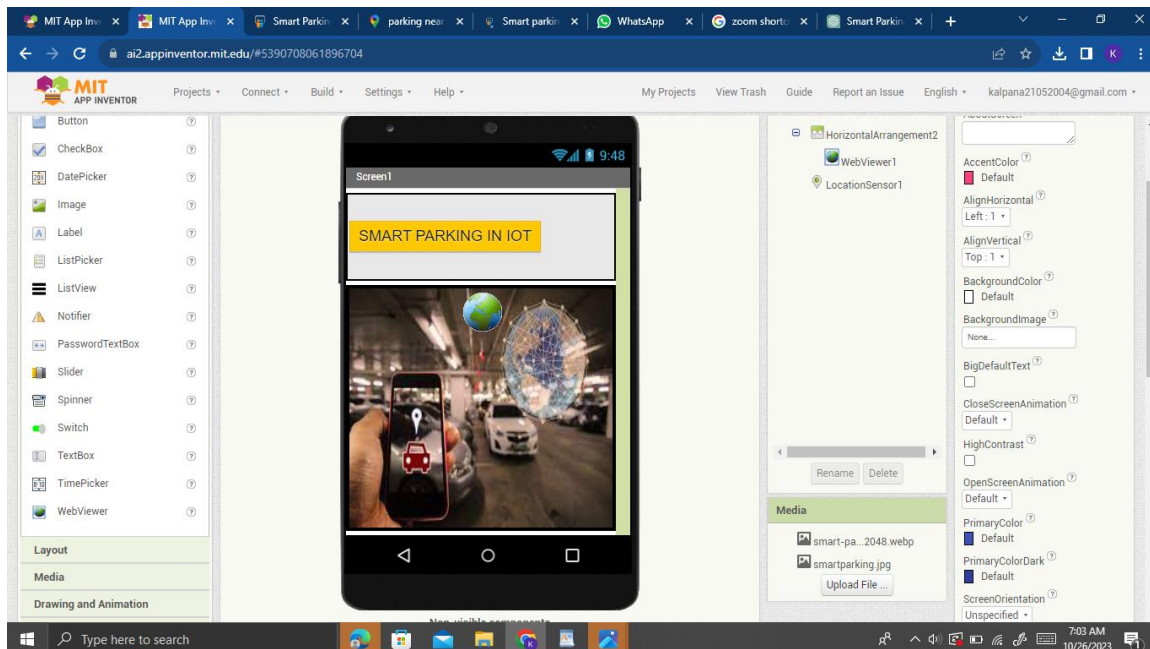 MIT App Inv
MIT App Inv
Smart Parkin
parking near
Smart parkin
WhatsApp
zoom shortc
Smart Parkin
ai2.appinventor.mit.edu/#5390708061896704
K
MIT
APP INVENTOR
Projects
Connect
Build
Settings
Help
My Projects
View Trash
Guide
Report an Issue
English
kalpana21052004@gmail.com
Button
CheckBox
DatePicker
Image
Label
ListPicker
ListView
Notifier
PasswordTextBox
Slider
Spinner
Switch
TextBox
TimePicker
WebViewer
Layout
Media
Drawing and Animation
9:48
Screen1
SMART PARKING IN IOT
HorizontalArrangement2
WebViewer1
LocationSensor1
Rename
Delete
Media
smart-pa...2048.webp
smartparking.jpg
Upload File ...
AccentColor
Default
AlignHorizontal
Left : 1
AlignVertical
Top : 1
BackgroundColor
Default
BackgroundImage
None...
BigDefaultText
CloseScreenAnimation
Default
HighContrast
OpenScreenAnimation
Default
PrimaryColor
Default
PrimaryColorDark
Default
ScreenOrientation
Unspecified
Type here to search
7:03 AM
10/26/2023